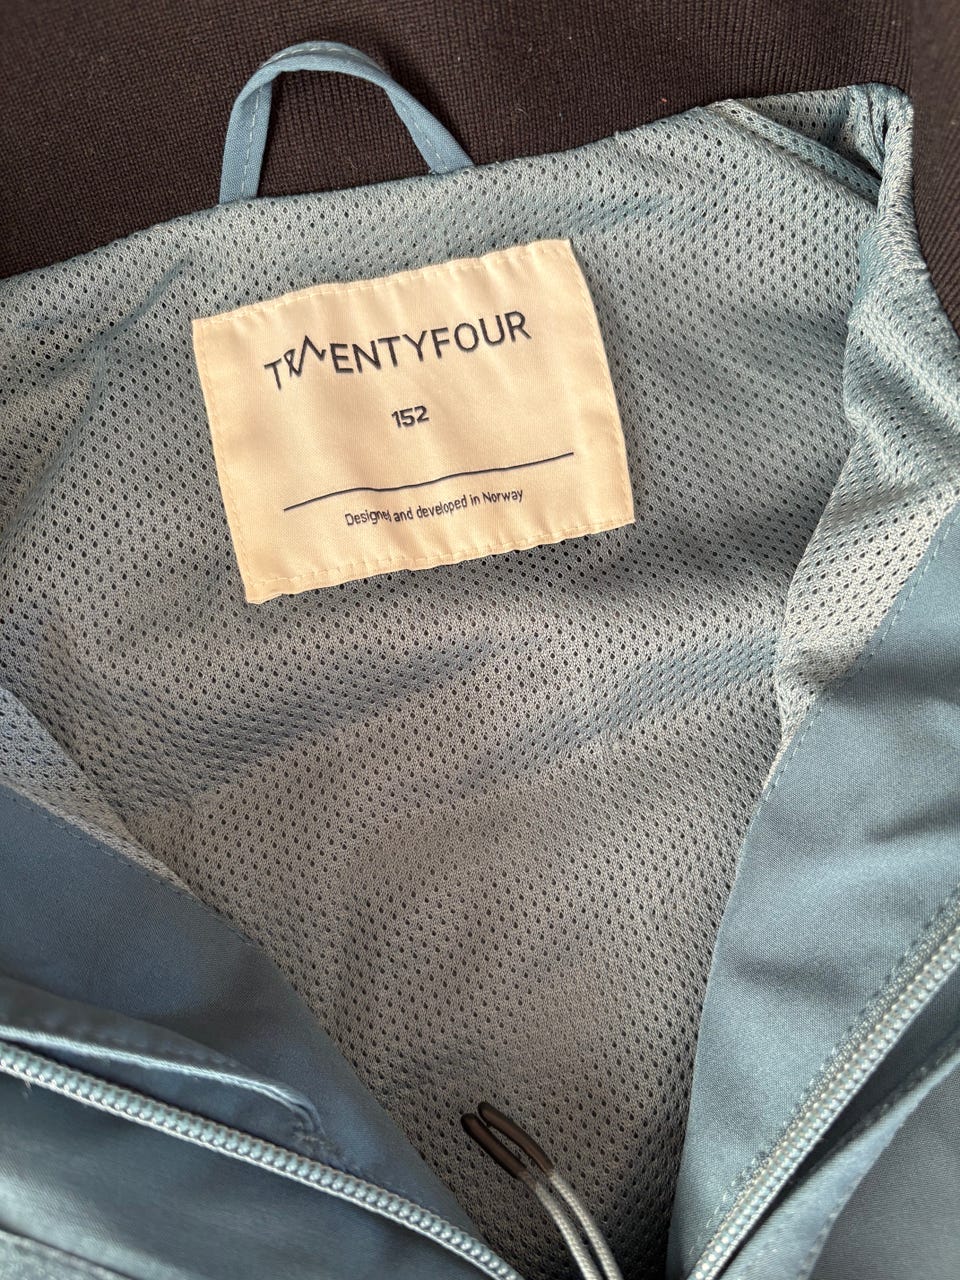 TWENTYFOUR
152
Designed and developed in Norway